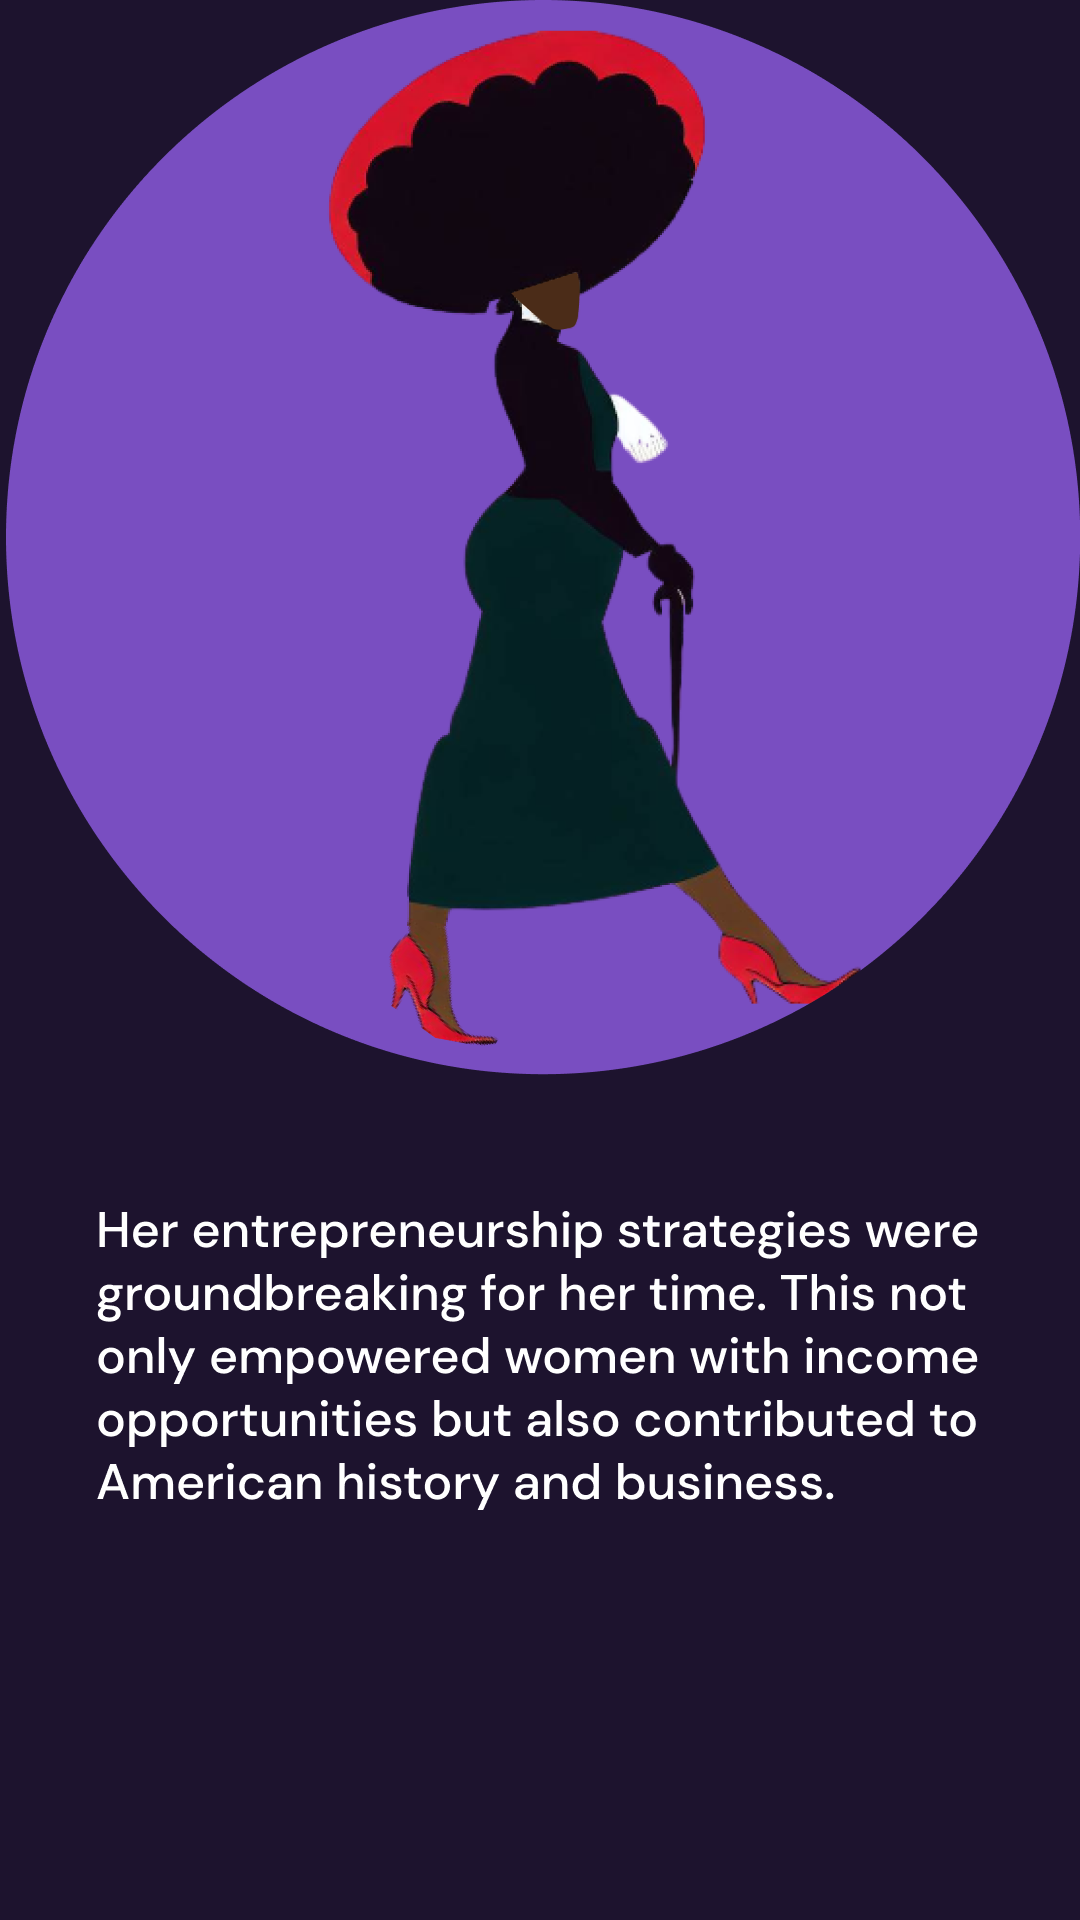 Her entrepreneurship strategies were
groundbreaking for her time. This not
only empowered women with income
opportunities but also contributed to
American history and business.